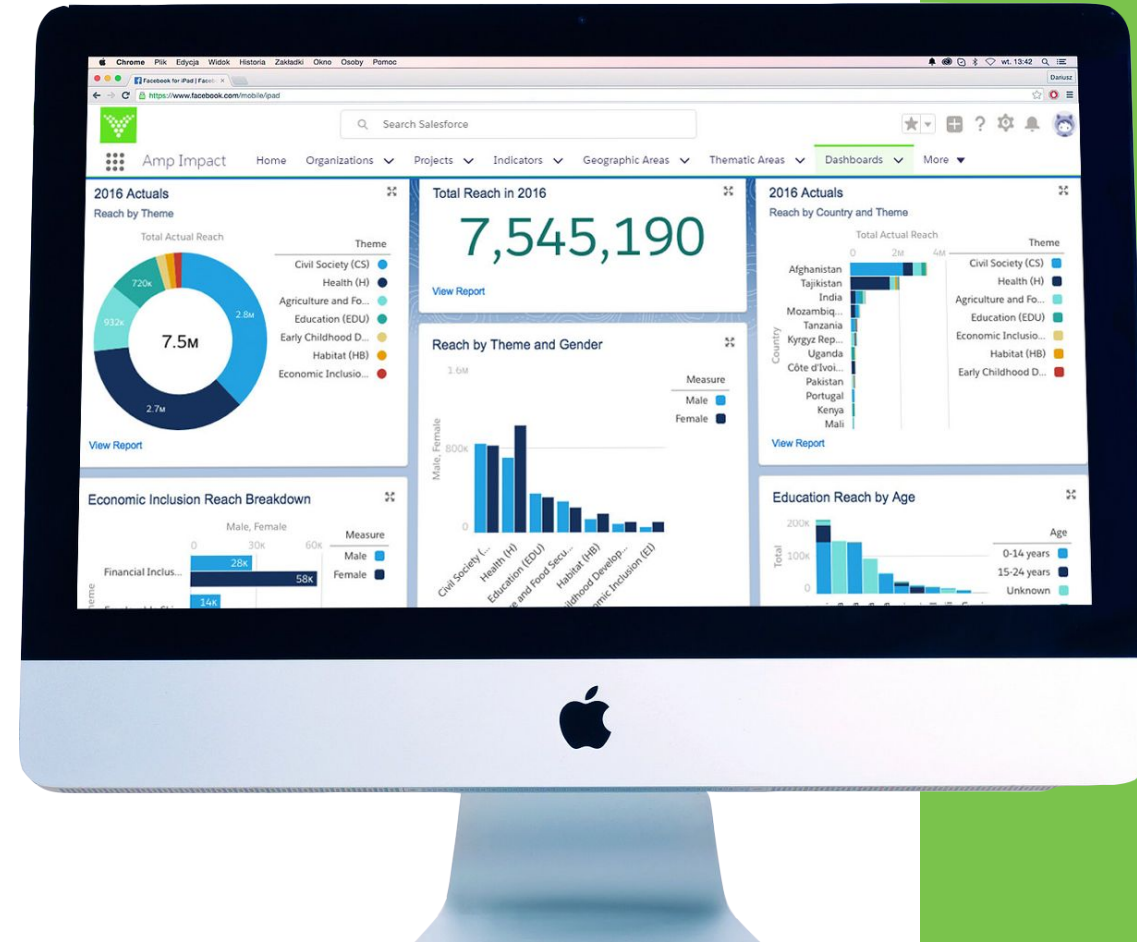 Chrome Plik Edycja Widok Historia Zakładki Okno Osoby Pomoc
wt. 13:42
Facebook for iPad | Faceb
Dariusz
https://www.facebook.com/mobile/ipad
Search Salesforce
Amp Impact Home Organizations Projects Indicators Geographic Areas Thematic Areas Dashboards More
2016 Actuals
Reach by Theme
Total Actual Reach
Theme
Civil Society (CS)
Health (H)
Agriculture and Fo...
Education (EDU)
Early Childhood D...
Habitat (HB)
Economic Inclusio...
720K
932K
2.8M
7.5M
2.7M
View Report
Total Reach in 2016
7,545,190
View Report
2016 Actuals
Reach by Country and Theme
Total Actual Reach
0 2M 4M
Country
Afghanistan
Tajikistan
India
Mozambiq...
Tanzania
Kyrgyz Rep...
Uganda
Côte d'Ivoi...
Pakistan
Portugal
Kenya
Mali
Theme
Civil Society (CS)
Health (H)
Agriculture and Fo...
Education (EDU)
Economic Inclusio...
Habitat (HB)
Early Childhood D...
View Report
Reach by Theme and Gender
1.6M
800K
0
Male, Female
Measure
Male
Female
Civil Society (...
Health (H)
Education (EDU)
e and Food Secu...
Habitat (HB)
hildhood Develop...
omic Inclusion (EI)
Economic Inclusion Reach Breakdown
Male, Female
0 30K 60K
Measure
Male
Female
Financial Inclus...
28K
58K
14K
Education Reach by Age
200K
100K
0
Total
Age
0-14 years
15-24 years
Unknown